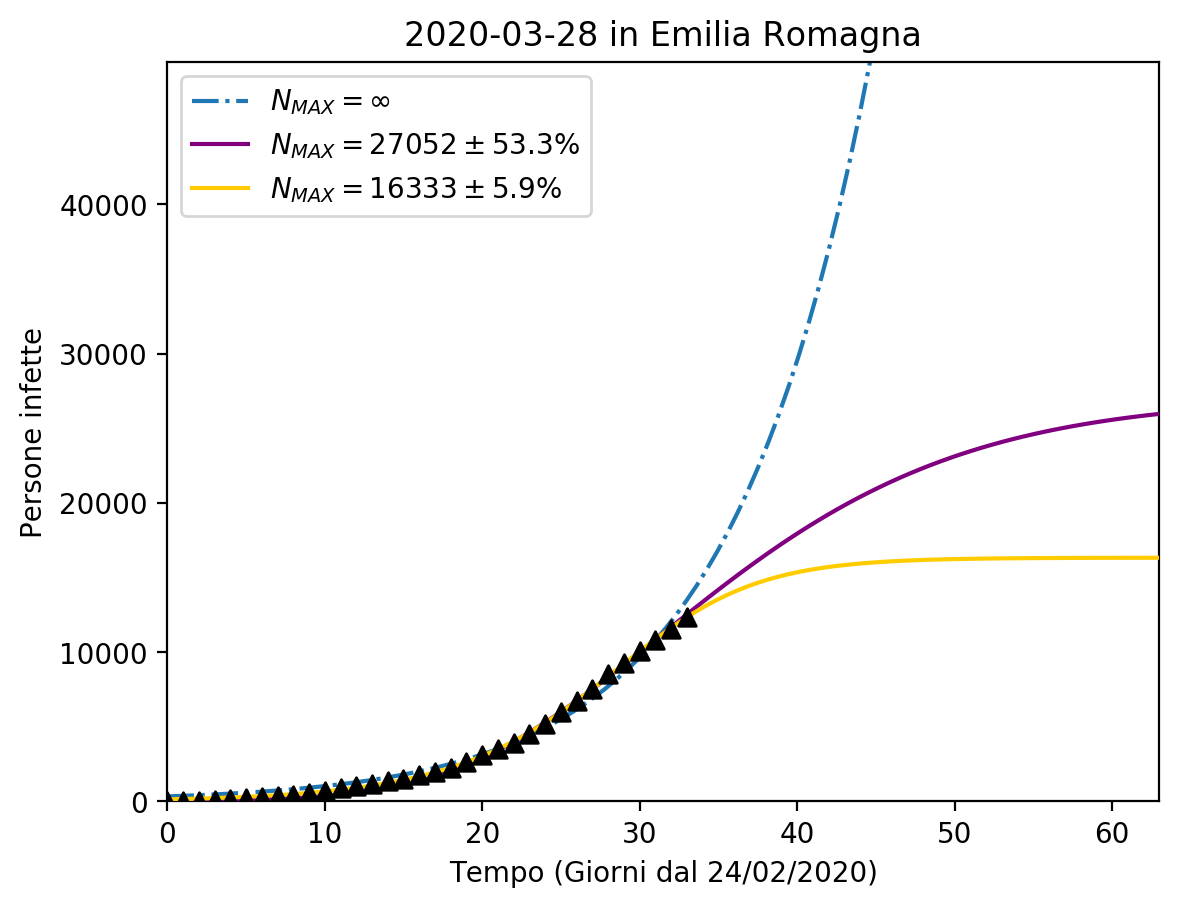 2020-03-28 in Emilia Romagna
N_MAX = ∞
N_MAX = 27052 ± 53.3%
N_MAX = 16333 ± 5.9%
Persone infette
40000
30000
20000
10000
0
0 10 20 30 40 50 60
Tempo (Giorni dal 24/02/2020)